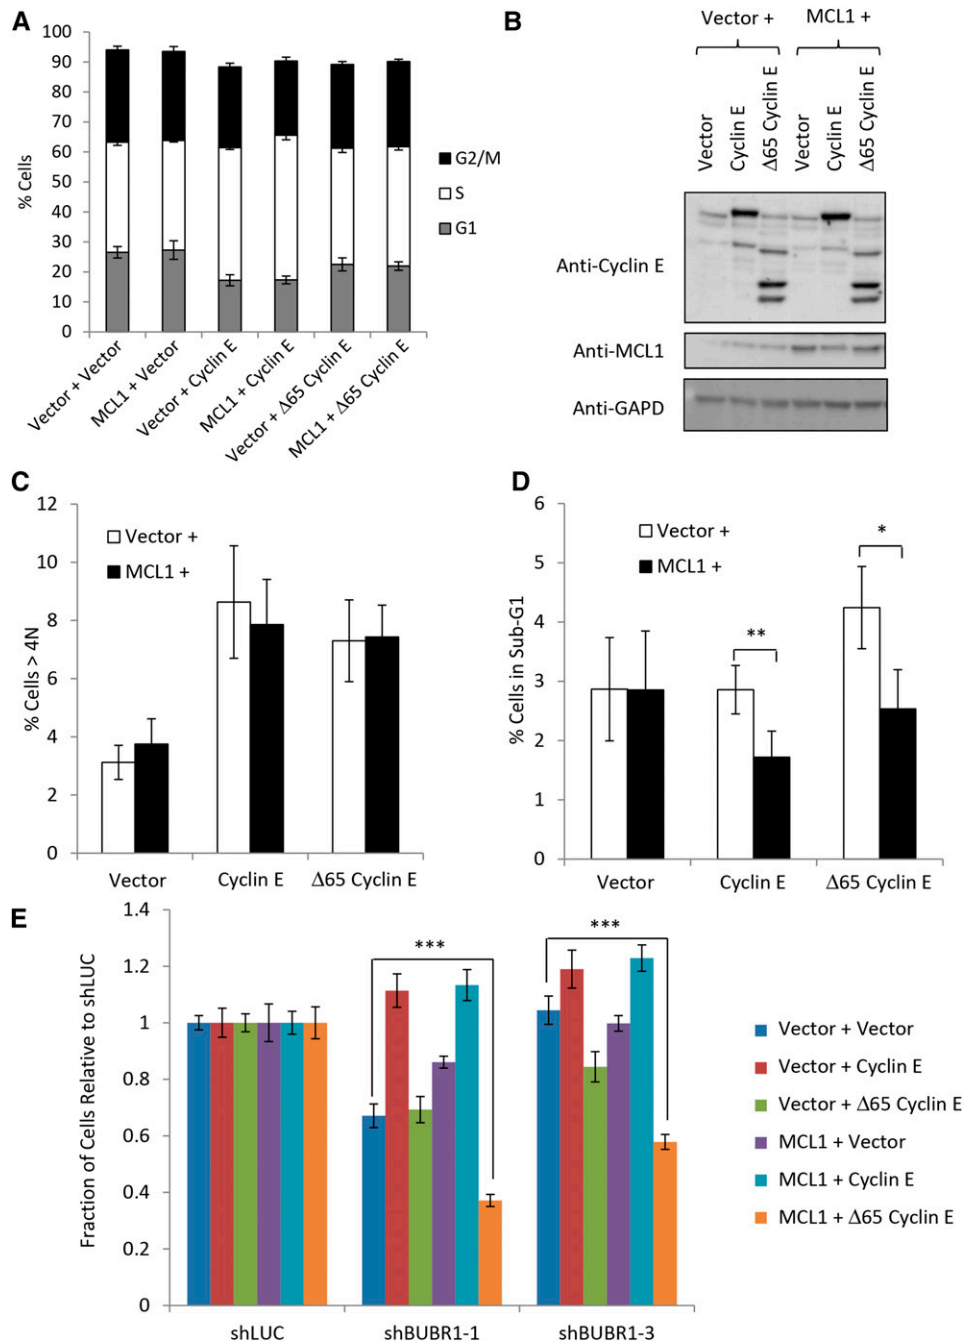 A
% Cells
100
90
80
70
60
50
40
30
20
10
0
G2/M
S
G1
Vector + Vector
MCL1 + Vector
Vector + Cyclin E
MCL1 + Cyclin E
Vector + Δ65 Cyclin E
MCL1 + Δ65 Cyclin E
B
Vector +
MCL1 +
Vector
Cyclin E
Δ65 Cyclin E
Vector
Cyclin E
Δ65 Cyclin E
Anti-Cyclin E
Anti-MCL1
Anti-GAPD
C
% Cells > 4N
12
10
8
6
4
2
0
Vector +
MCL1 +
Vector
Cyclin E
Δ65 Cyclin E
D
% Cells in Sub-G1
6
5
4
3
2
1
0
Vector +
MCL1 +
**
*
Vector
Cyclin E
Δ65 Cyclin E
E
Fraction of Cells Relative to shLUC
1.4
1.2
1
0.8
0.6
0.4
0.2
0
***
***
shLUC
shBUBR1-1
shBUBR1-3
Vector + Vector
Vector + Cyclin E
Vector + Δ65 Cyclin E
MCL1 + Vector
MCL1 + Cyclin E
MCL1 + Δ65 Cyclin E